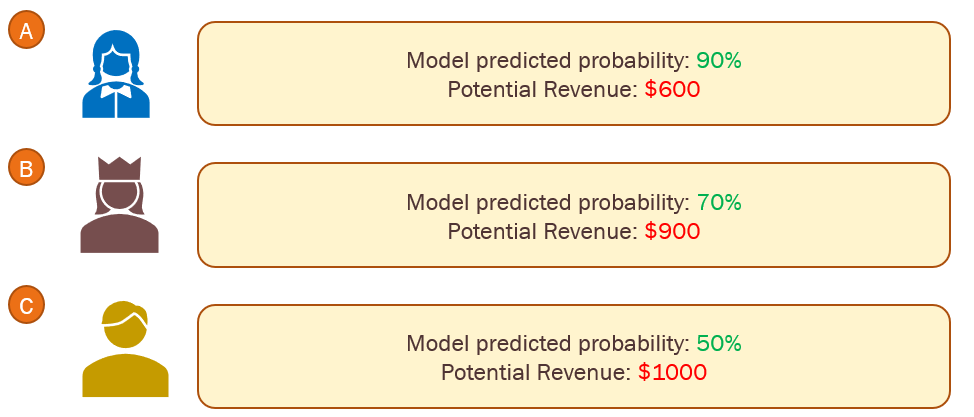 A
Model predicted probability: 90%
Potential Revenue: $600
B
Model predicted probability: 70%
Potential Revenue: $900
C
Model predicted probability: 50%
Potential Revenue: $1000